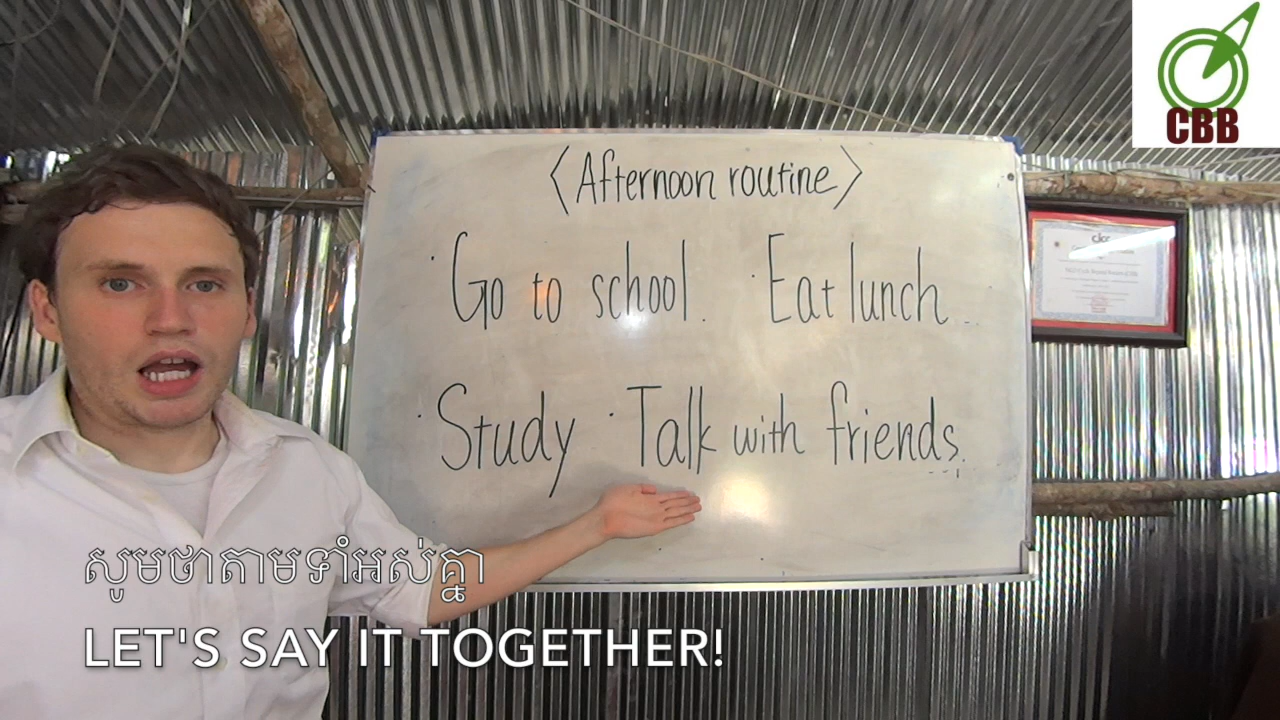 CBB
〈Afternoon routine〉
· Go to school. · Eat lunch
· Study · Talk with friends.
សូមថាតាមទាំងអស់គ្នា
LET'S SAY IT TOGETHER!